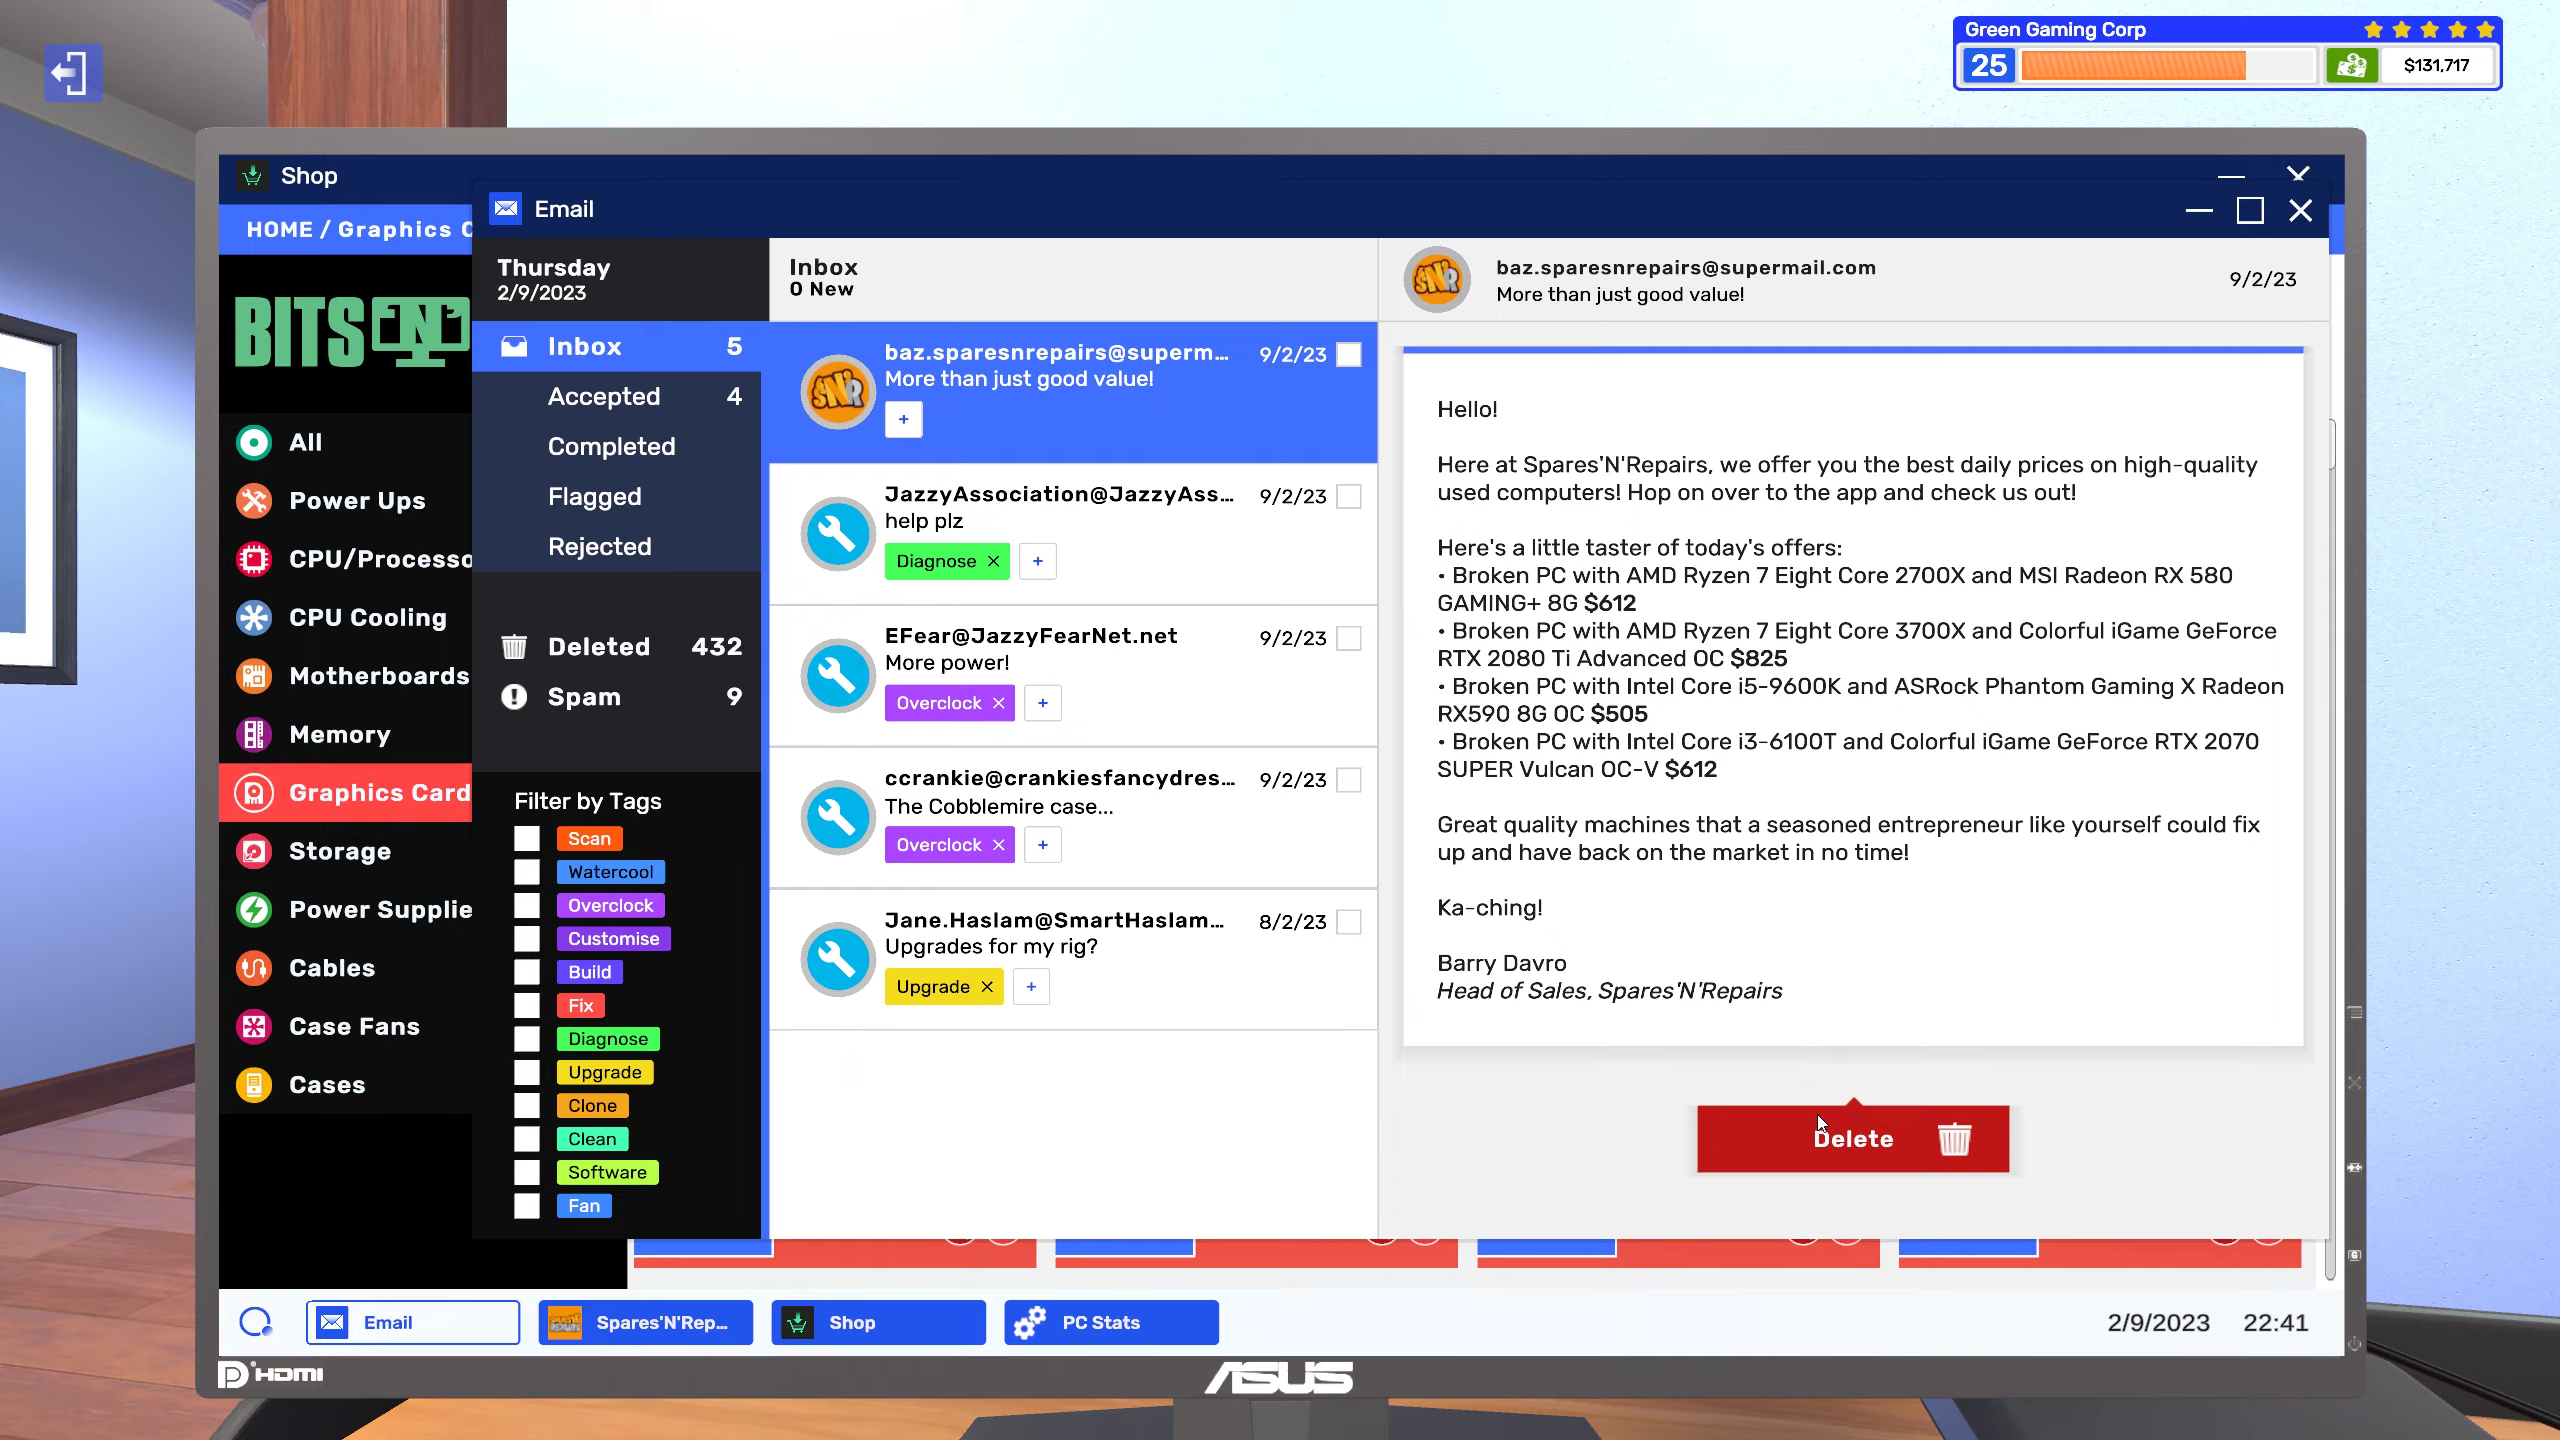 Green Gaming Corp
25
$131,717
Shop
HOME / Graphics C
BITS N'
All
Power Ups
CPU/Processo
CPU Cooling
Motherboards
Memory
Graphics Card
Storage
Power Supplie
Cables
Case Fans
Cases
Email
Thursday
2/9/2023
Inbox 5
Accepted 4
Completed
Flagged
Rejected
Deleted 432
Spam 9
Filter by Tags
Scan
Watercool
Overclock
Customise
Build
Fix
Diagnose
Upgrade
Clone
Clean
Software
Fan
Inbox
0 New
SN'R
baz.sparesnrepairs@superm... 9/2/23
More than just good value!
+
JazzyAssociation@JazzyAss... 9/2/23
help plz
Diagnose × +
EFear@JazzyFearNet.net 9/2/23
More power!
Overclock × +
ccrankie@crankiesfancydres... 9/2/23
The Cobblemire case...
Overclock × +
Jane.Haslam@SmartHaslam... 8/2/23
Upgrades for my rig?
Upgrade × +
SN'R
baz.sparesnrepairs@supermail.com
More than just good value!
9/2/23
Hello!
Here at Spares'N'Repairs, we offer you the best daily prices on high-quality
used computers! Hop on over to the app and check us out!
Here's a little taster of today's offers:
• Broken PC with AMD Ryzen 7 Eight Core 2700X and MSI Radeon RX 580
GAMING+ 8G $612
• Broken PC with AMD Ryzen 7 Eight Core 3700X and Colorful iGame GeForce
RTX 2080 Ti Advanced OC $825
• Broken PC with Intel Core i5-9600K and ASRock Phantom Gaming X Radeon
RX590 8G OC $505
• Broken PC with Intel Core i3-6100T and Colorful iGame GeForce RTX 2070
SUPER Vulcan OC-V $612
Great quality machines that a seasoned entrepreneur like yourself could fix
up and have back on the market in no time!
Ka-ching!
Barry Davro
Head of Sales, Spares'N'Repairs
Delete
Email
Spares'N'Rep...
Shop
PC Stats
2/9/2023 22:41
HDMI
ASUS